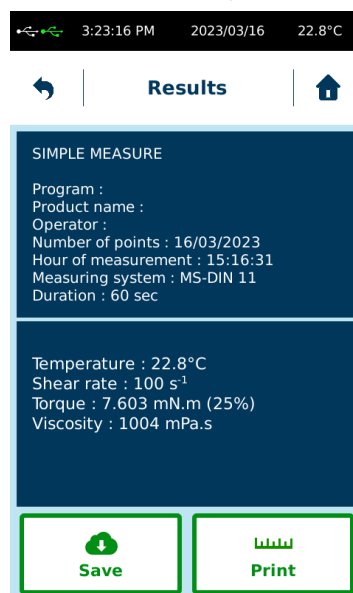 3:23:16 PM 2023/03/16 22.8°C
Results
SIMPLE MEASURE
Program :
Product name :
Operator :
Number of points : 16/03/2023
Hour of measurement : 15:16:31
Measuring system : MS-DIN 11
Duration : 60 sec
Temperature : 22.8°C
Shear rate : 100 s⁻¹
Torque : 7.603 mN.m (25%)
Viscosity : 1004 mPa.s
Save Print